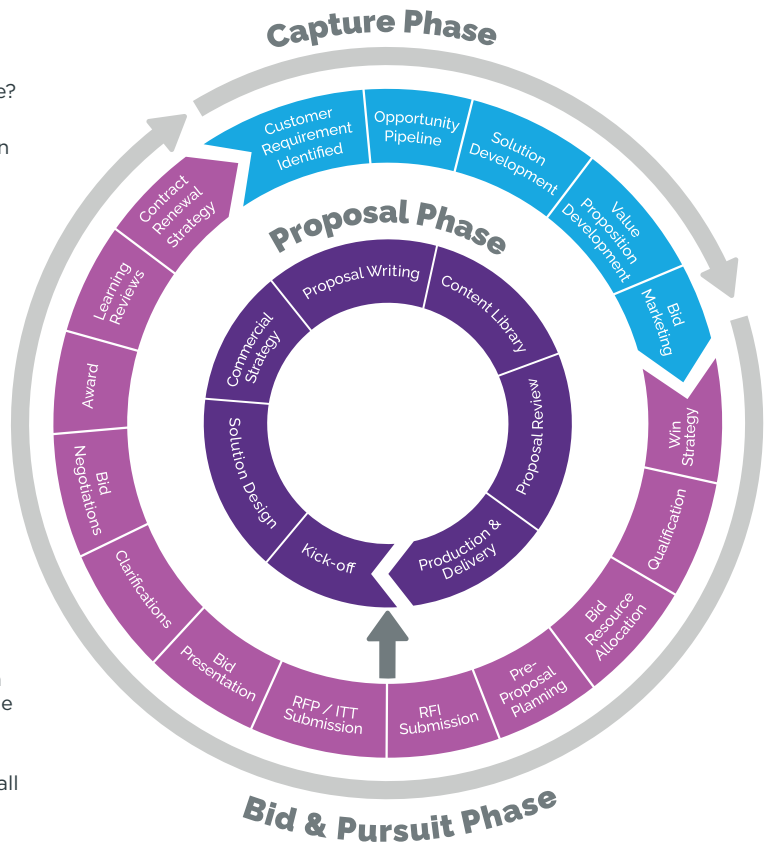 Capture Phase
e?
n
Customer
Requirement
Identified
Opportunity
Pipeline
Solution
Development
Value
Proposition
Development
Bid
Marketing
Win
Strategy
Qualification
Bid
Resource
Allocation
Pre-
Proposal
Planning
RFI
Submission
RFP / ITT
Submission
Bid
Presentation
Clarifications
Bid
Negotiations
Award
Learning
Reviews
Contract
Renewal
Strategy
Proposal Phase
Kick-off
Solution Design
Commercial
Strategy
Proposal Writing
Content Library
Proposal Review
Production &
Delivery
e
all
Bid & Pursuit Phase